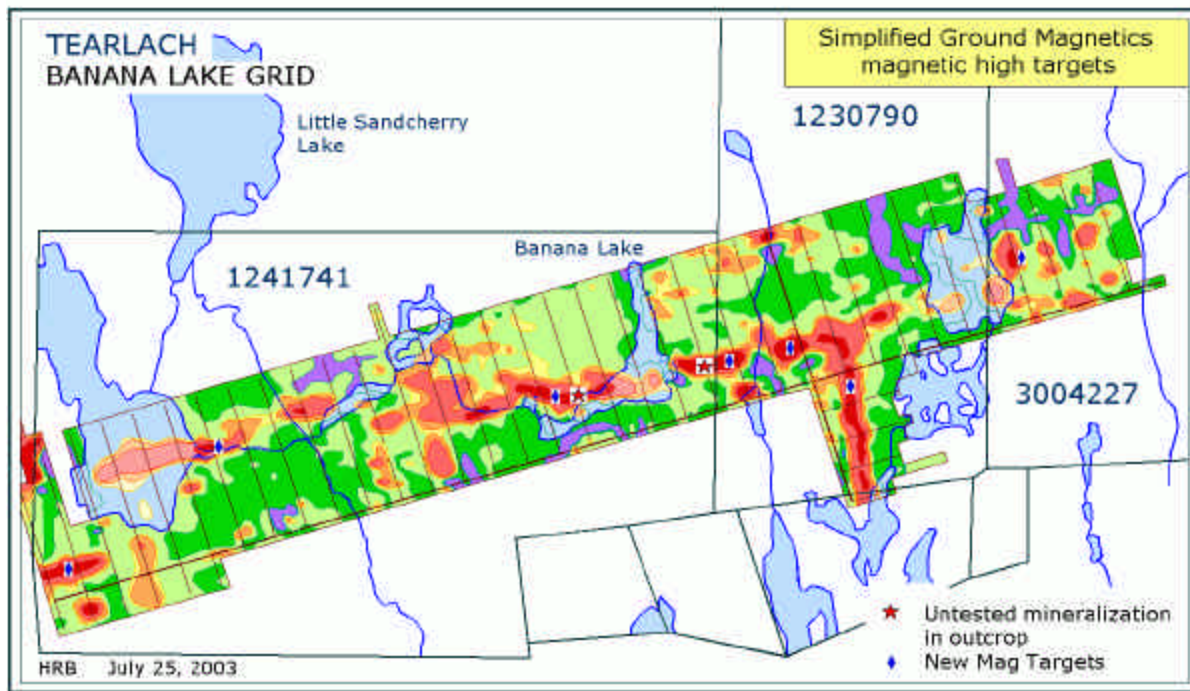 TEARLACH
BANANA LAKE GRID
Simplified Ground Magnetics
magnetic high targets
Little Sandcherry
Lake
1230790
Banana Lake
1241741
3004227
Untested mineralization
in outcrop
New Mag Targets
HRB July 25, 2003